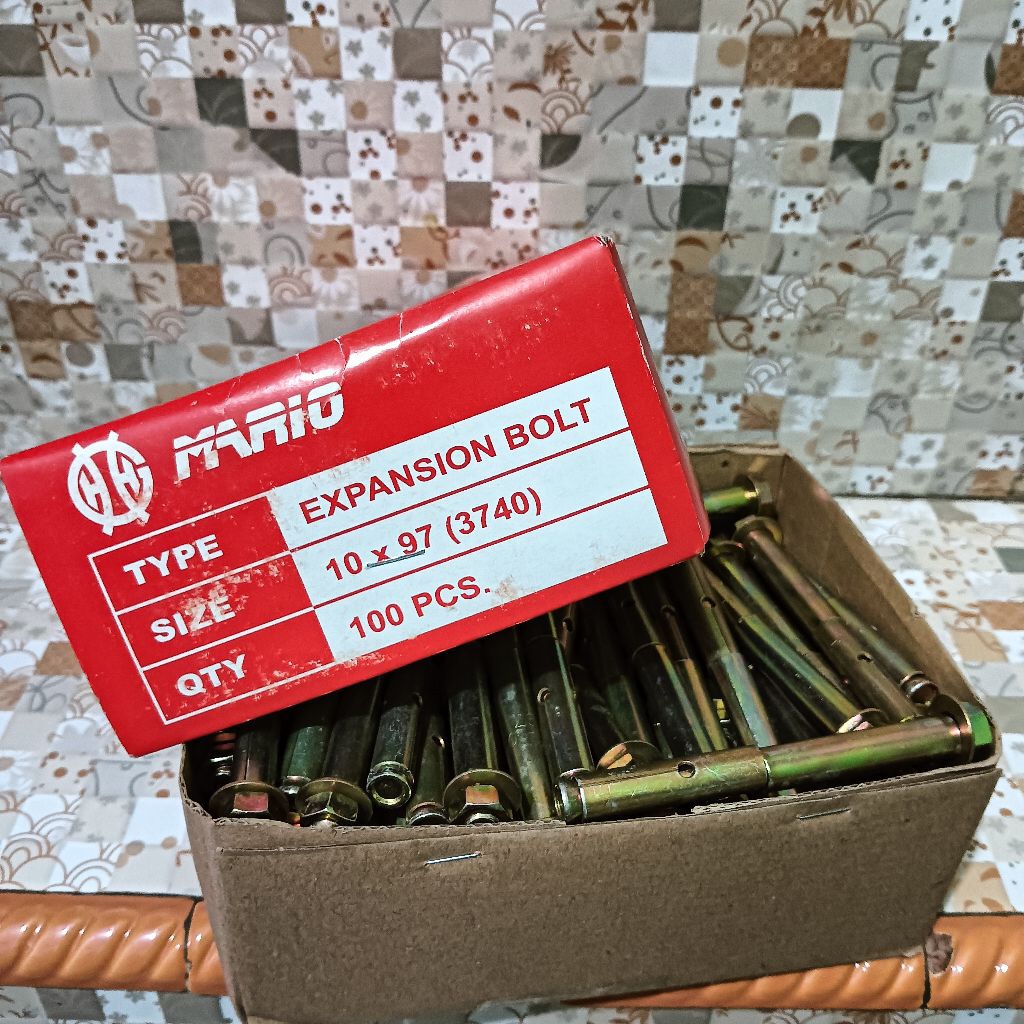 MARIO
TYPE EXPANSION BOLT
SIZE 10 x 97 (3740)
QTY 100 PCS.